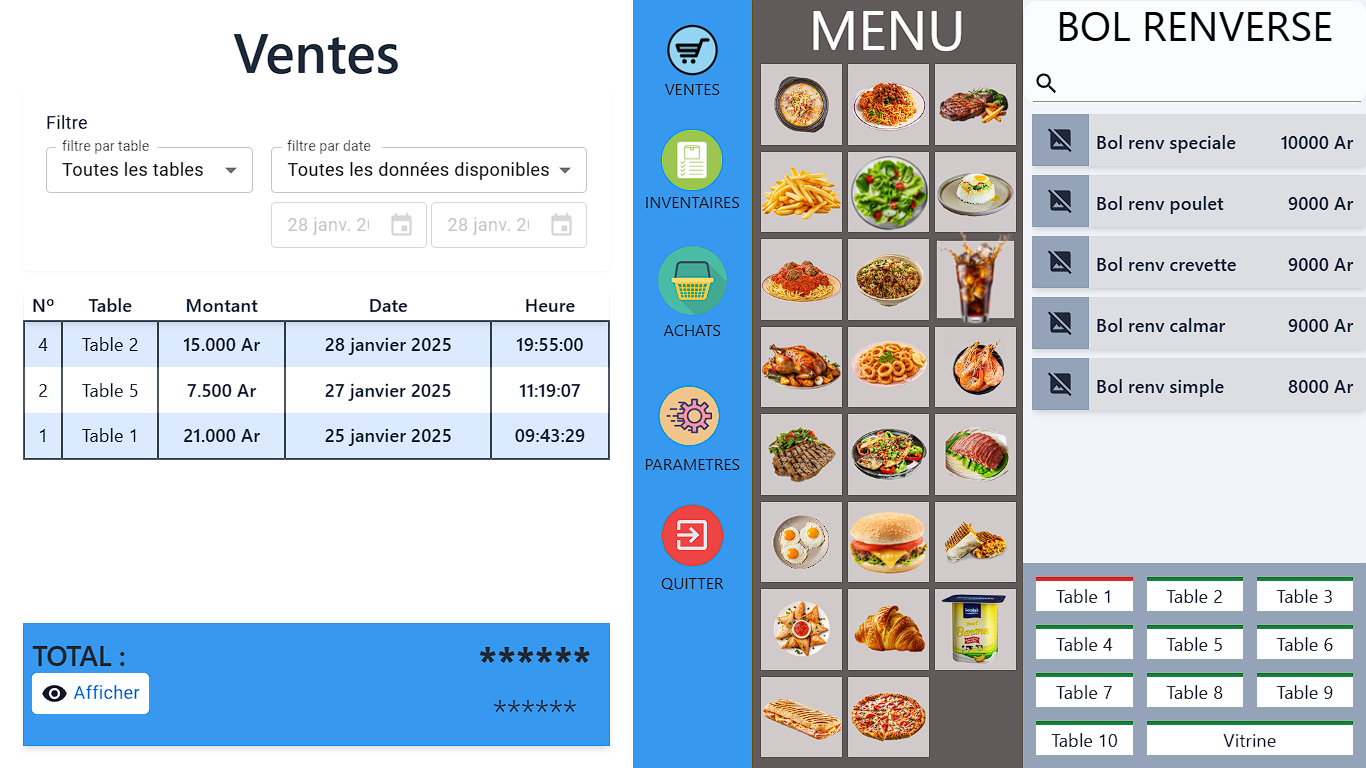 Ventes
Filtre
filtre par table
Toutes les tables
filtre par date
Toutes les données disponibles
28 janv. 20
28 janv. 20
Nº Table Montant Date Heure
4 Table 2 15.000 Ar 28 janvier 2025 19:55:00
2 Table 5 7.500 Ar 27 janvier 2025 11:19:07
1 Table 1 21.000 Ar 25 janvier 2025 09:43:29
TOTAL : ******
Afficher
******
VENTES
INVENTAIRES
ACHATS
PARAMETRES
QUITTER
MENU
BOL RENVERSE
Bol renv speciale 10000 Ar
Bol renv poulet 9000 Ar
Bol renv crevette 9000 Ar
Bol renv calmar 9000 Ar
Bol renv simple 8000 Ar
Table 1 Table 2 Table 3
Table 4 Table 5 Table 6
Table 7 Table 8 Table 9
Table 10 Vitrine